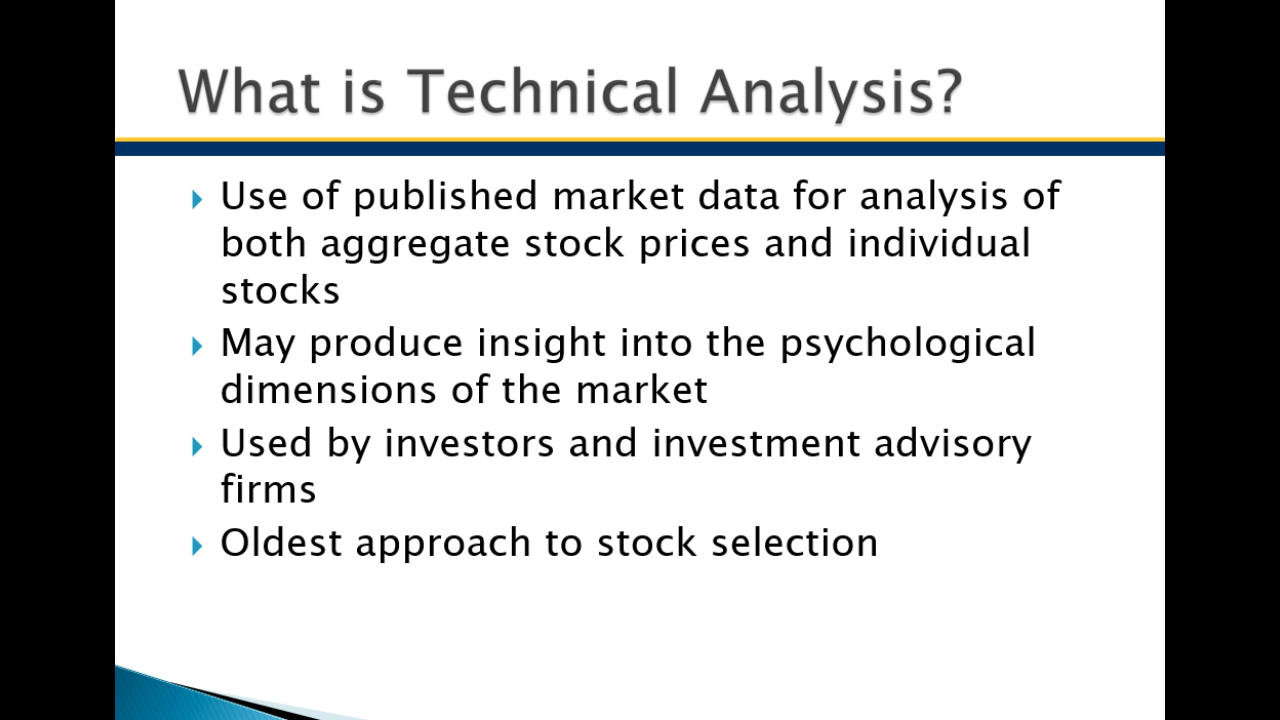 What is Technical Analysis?
Use of published market data for analysis of
both aggregate stock prices and individual
stocks
May produce insight into the psychological
dimensions of the market
Used by investors and investment advisory
firms
Oldest approach to stock selection